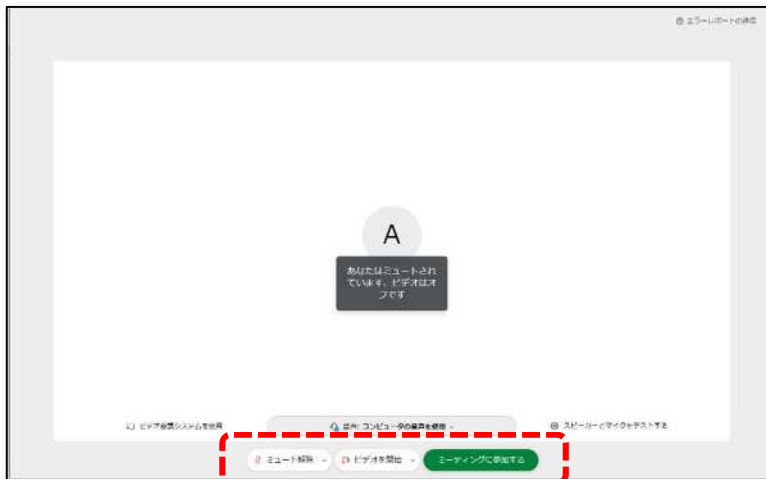 エラーレポートの送信
A
あなたはミュートされ
ています、ビデオはオ
フです
ビデオ会議システムを使用
音声: コンピュータの音声を使用
スピーカーとマイクをテストする
ミュート解除
ビデオを開始
ミーティングに参加する